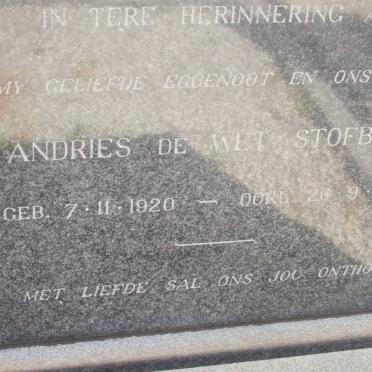 IN TERE HERINNERING A
MY GELIEFDE EGGENOOT EN ONS
ANDRIES DE WET STOFB
GEB. 7·11·1920 — OORL. 28·9·
MET LIEFDE SAL ONS JOU ONTHO